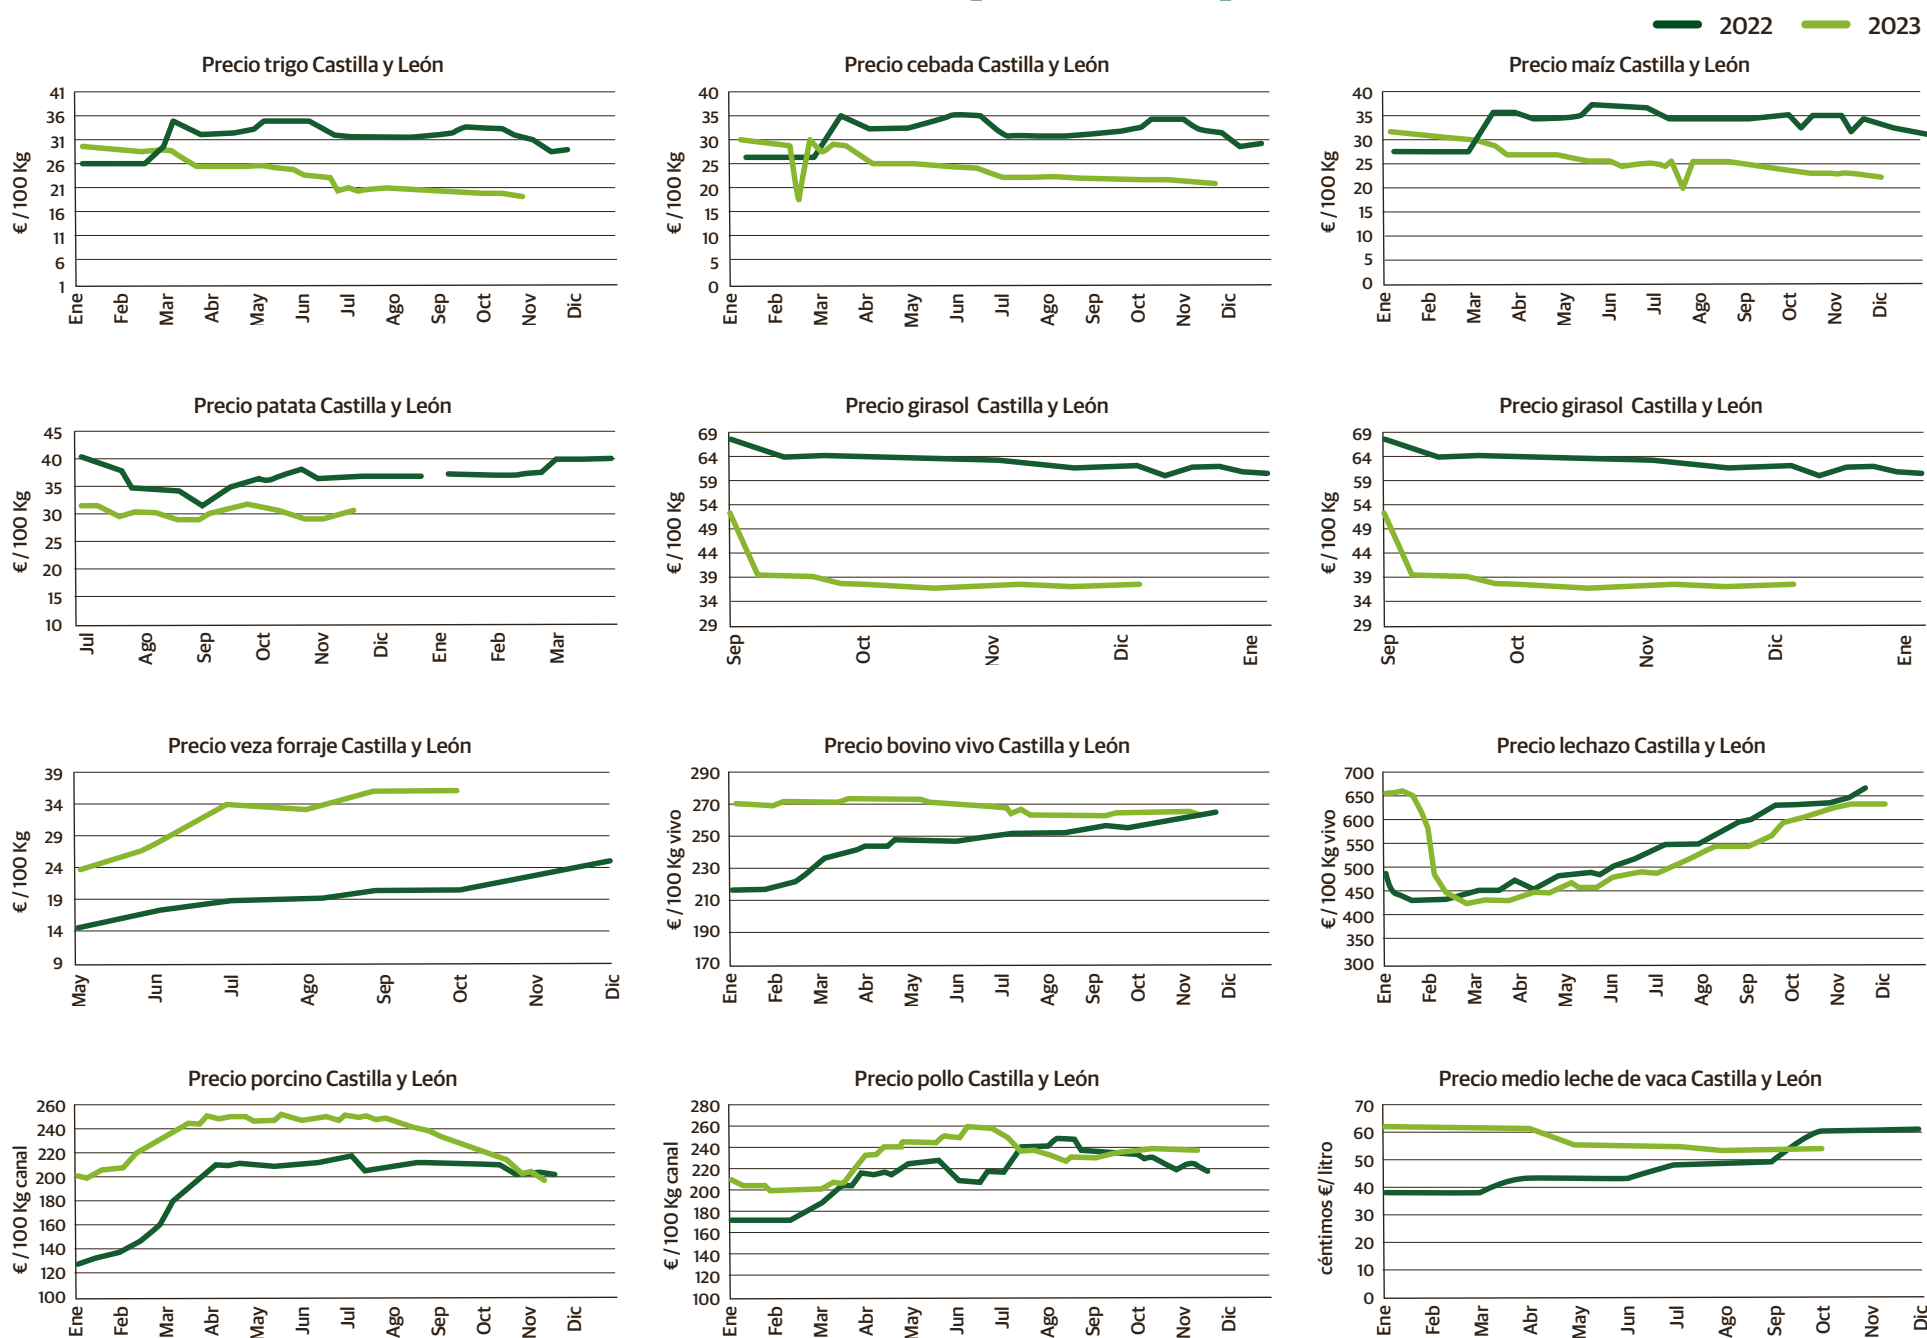 2022 2023
Precio trigo Castilla y León
€ / 100 Kg
41
36
31
26
21
16
11
6
1
Ene Feb Mar Abr May Jun Jul Ago Sep Oct Nov Dic
Precio cebada Castilla y León
€ / 100 Kg
40
35
30
25
20
15
10
5
0
Ene Feb Mar Abr May Jun Jul Ago Sep Oct Nov Dic
Precio maíz Castilla y León
€ / 100 Kg
40
35
30
25
20
15
10
5
0
Ene Feb Mar Abr May Jun Jul Ago Sep Oct Nov Dic
Precio patata Castilla y León
€ / 100 Kg
45
40
35
30
25
20
15
10
Jul Ago Sep Oct Nov Dic Ene Feb Mar
Precio girasol Castilla y León
€ / 100 Kg
69
64
59
54
49
44
39
34
29
Sep Oct Nov Dic Ene
Precio girasol Castilla y León
€ / 100 Kg
69
64
59
54
49
44
39
34
29
Sep Oct Nov Dic Ene
Precio veza forraje Castilla y León
€ / 100 Kg
39
34
29
24
19
14
9
May Jun Jul Ago Sep Oct Nov Dic
Precio bovino vivo Castilla y León
€ / 100 Kg vivo
290
270
250
230
210
190
170
Ene Feb Mar Abr May Jun Jul Ago Sep Oct Nov Dic
Precio lechazo Castilla y León
€ / 100 Kg vivo
700
650
600
550
500
450
400
350
300
Ene Feb Mar Abr May Jun Jul Ago Sep Oct Nov Dic
Precio porcino Castilla y León
€ / 100 Kg canal
260
240
220
200
180
160
140
120
100
Ene Feb Mar Abr May Jun Jul Ago Sep Oct Nov Dic
Precio pollo Castilla y León
€ / 100 Kg canal
280
260
240
220
200
180
160
140
120
100
Ene Feb Mar Abr May Jun Jul Ago Sep Oct Nov Dic
Precio medio leche de vaca Castilla y León
céntimos €/ litro
70
60
50
40
30
20
10
0
Ene Feb Mar Abr May Jun Jul Ago Sep Oct Nov Dic